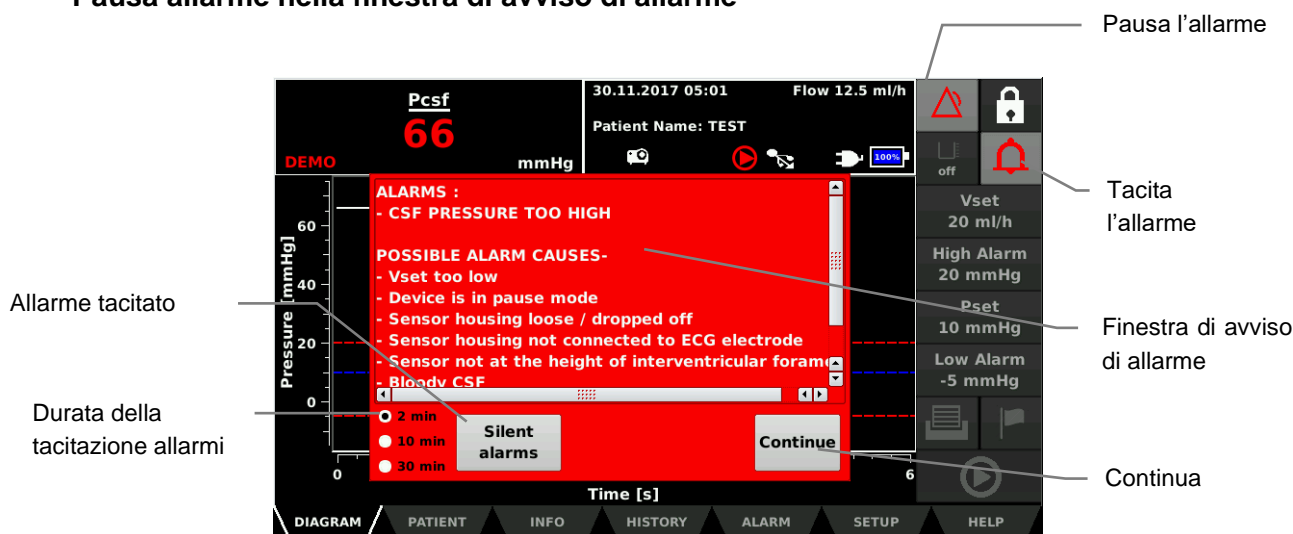 Pausa allarme nella finestra di avviso di allarme
Pausa l'allarme
Pcsf
66
DEMO
mmHg
30.11.2017 05:01 Flow 12.5 ml/h
Patient Name: TEST
100%
off
Tacita
l'allarme
ALARMS :
- CSF PRESSURE TOO HIGH
POSSIBLE ALARM CAUSES-
- Vset too low
- Device is in pause mode
- Sensor housing loose / dropped off
- Sensor housing not connected to ECG electrode
- Sensor not at the height of interventricular forame
- Bloody CSF
Pressure [mmHg]
60
40
20
0
Vset
20 ml/h
High Alarm
20 mmHg
Pset
10 mmHg
Low Alarm
-5 mmHg
Allarme tacitato
Finestra di avviso
di allarme
Durata della
tacitazione allarmi
2 min
10 min
30 min
Silent
alarms
Continue
Continua
0
6
Time [s]
DIAGRAM PATIENT INFO HISTORY ALARM SETUP HELP